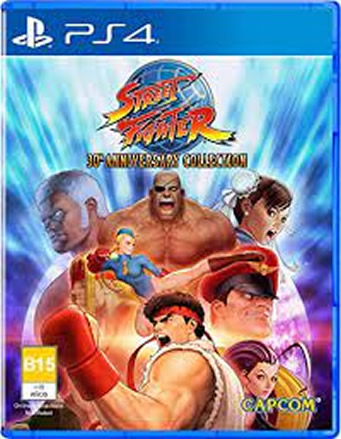 PS4
STREET
FIGHTER
30th ANNIVERSARY COLLECTION
B15
CAPCOM